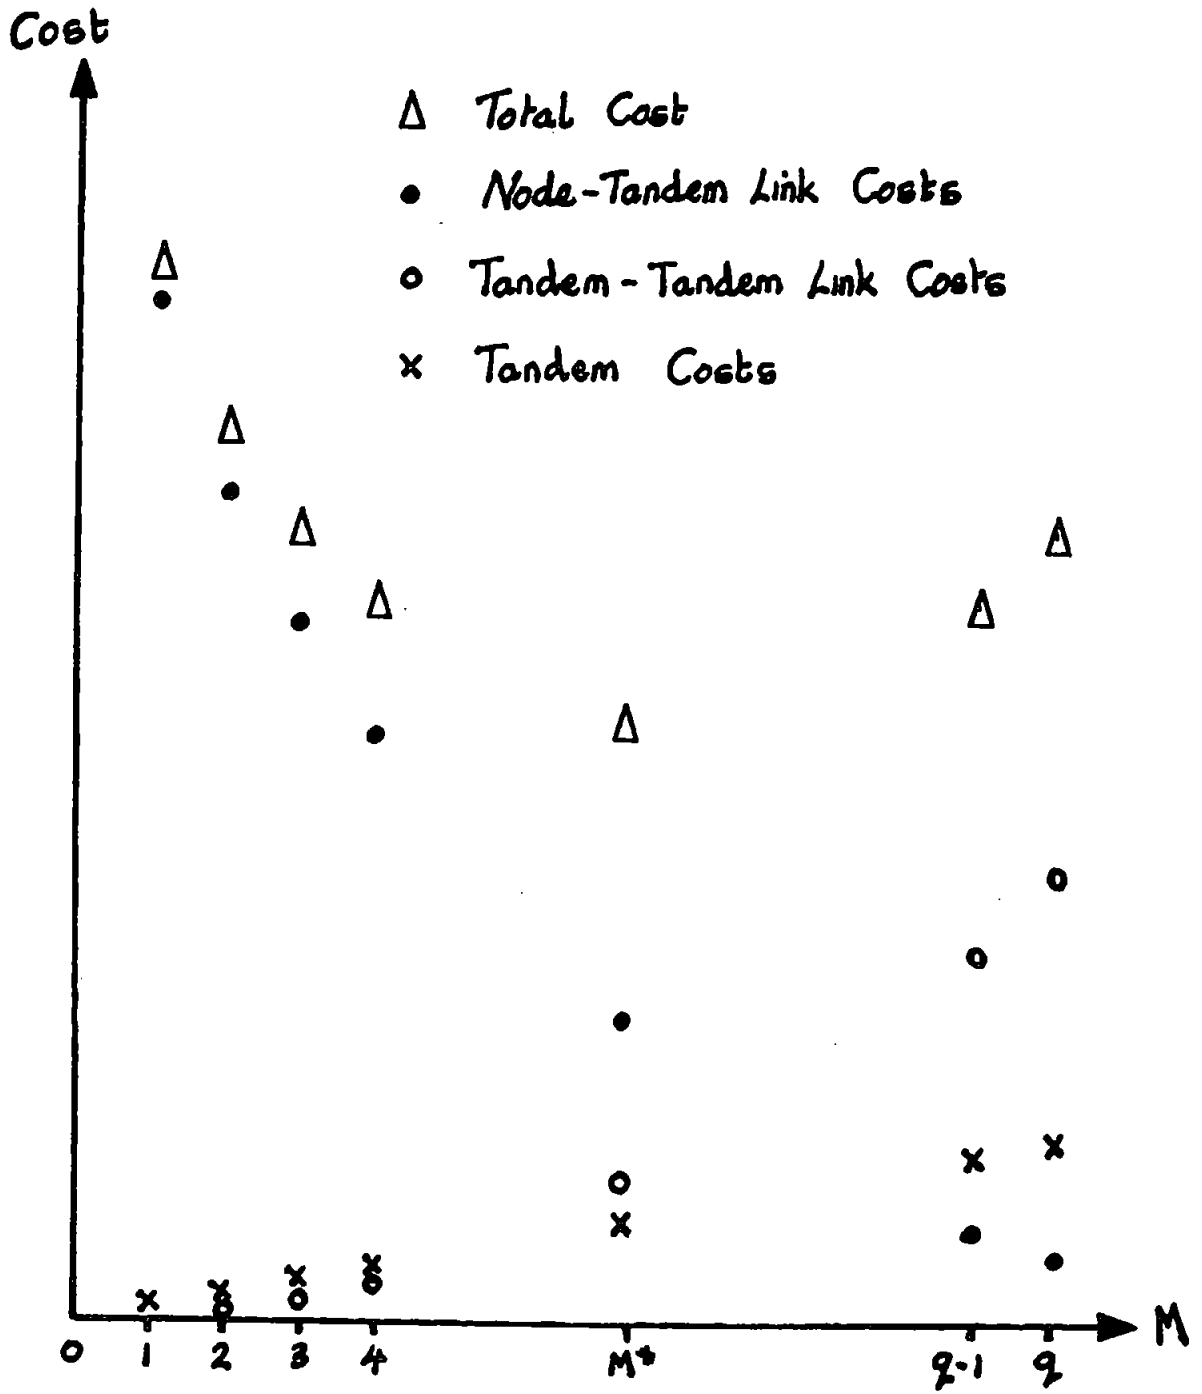 Cost
Δ Total Cost
● Node-Tandem Link Costs
o Tandem-Tandem Link Costs
x Tandem Costs
0 1 2 3 4 M* q-1 q M